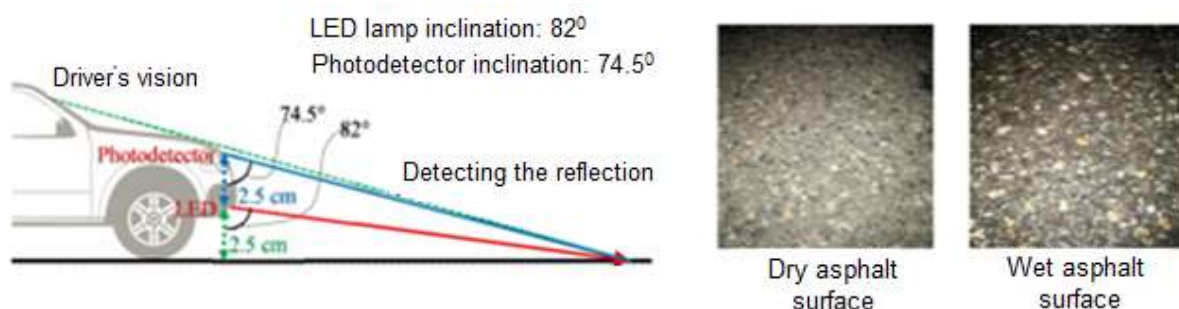 LED lamp inclination: 82⁰
Photodetector inclination: 74.5⁰
Driver's vision
74.5°
82°
Photodetector
Detecting the reflection
2.5 cm
LED
2.5 cm
Dry asphalt
surface
Wet asphalt
surface